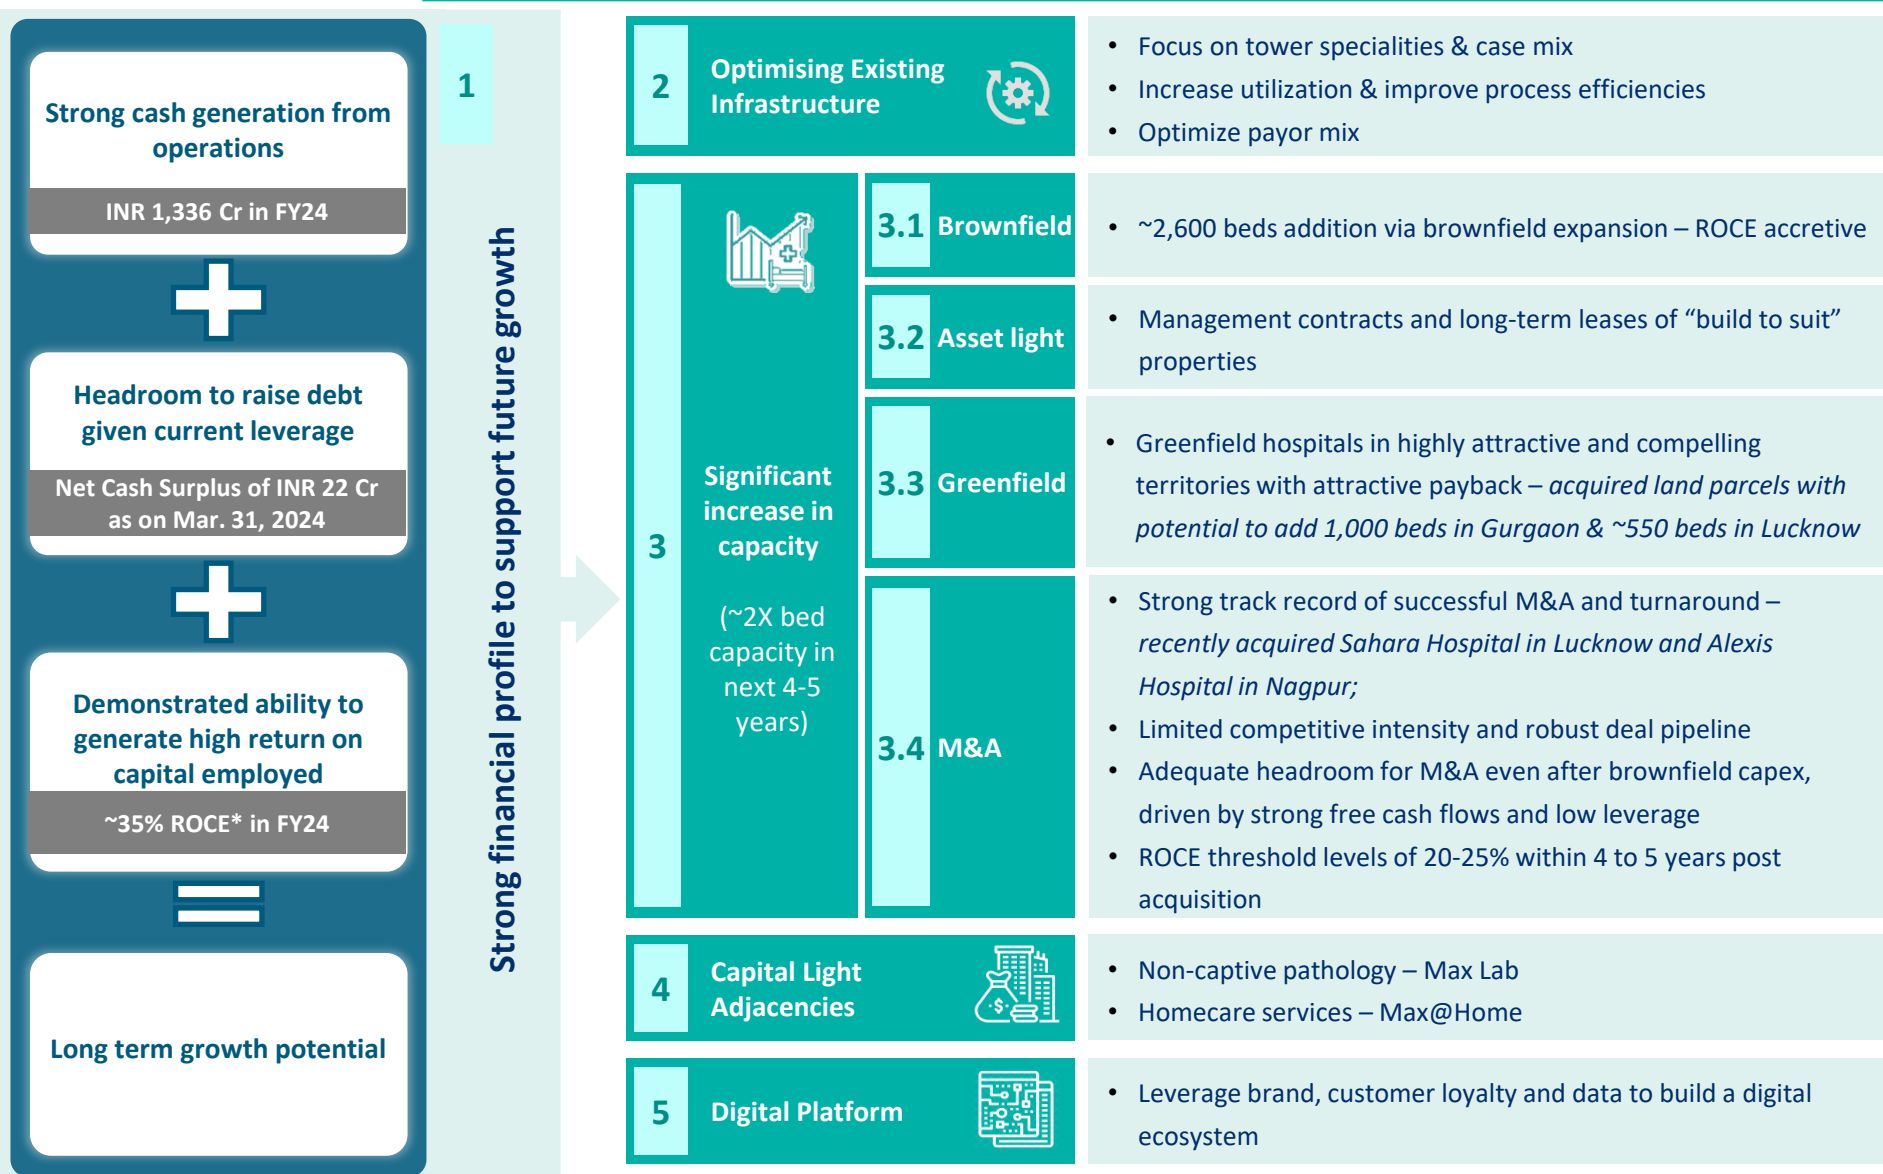 Strong cash generation from
operations
INR 1,336 Cr in FY24
Headroom to raise debt
given current leverage
Net Cash Surplus of INR 22 Cr
as on Mar. 31, 2024
Demonstrated ability to
generate high return on
capital employed
~35% ROCE* in FY24
Long term growth potential
1
Strong financial profile to support future growth
2
Optimising Existing
Infrastructure
• Focus on tower specialities & case mix
• Increase utilization & improve process efficiencies
• Optimize payor mix
3
Significant
increase in
capacity
(~2X bed
capacity in
next 4-5
years)
3.1 Brownfield
• ~2,600 beds addition via brownfield expansion – ROCE accretive
3.2 Asset light
• Management contracts and long-term leases of “build to suit”
properties
3.3 Greenfield
• Greenfield hospitals in highly attractive and compelling
territories with attractive payback – acquired land parcels with
potential to add 1,000 beds in Gurgaon & ~550 beds in Lucknow
3.4 M&A
• Strong track record of successful M&A and turnaround –
recently acquired Sahara Hospital in Lucknow and Alexis
Hospital in Nagpur;
• Limited competitive intensity and robust deal pipeline
• Adequate headroom for M&A even after brownfield capex,
driven by strong free cash flows and low leverage
• ROCE threshold levels of 20-25% within 4 to 5 years post
acquisition
4
Capital Light
Adjacencies
• Non-captive pathology – Max Lab
• Homecare services – Max@Home
5
Digital Platform
• Leverage brand, customer loyalty and data to build a digital
ecosystem